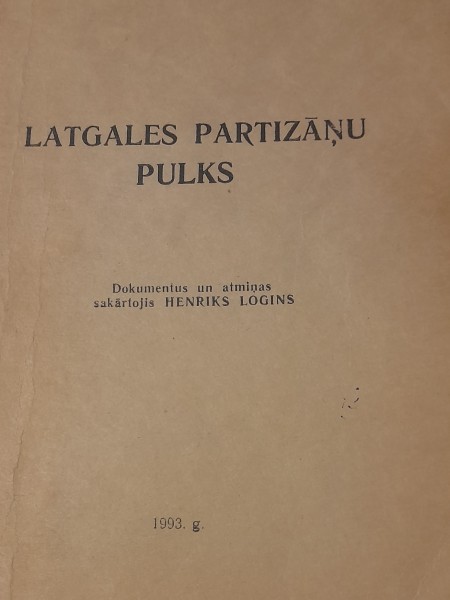 LATGALES PARTIZĀŅU
PULKS
Dokumentus un atmiņas
sakārtojis HENRIKS LOGINS
1993. g.